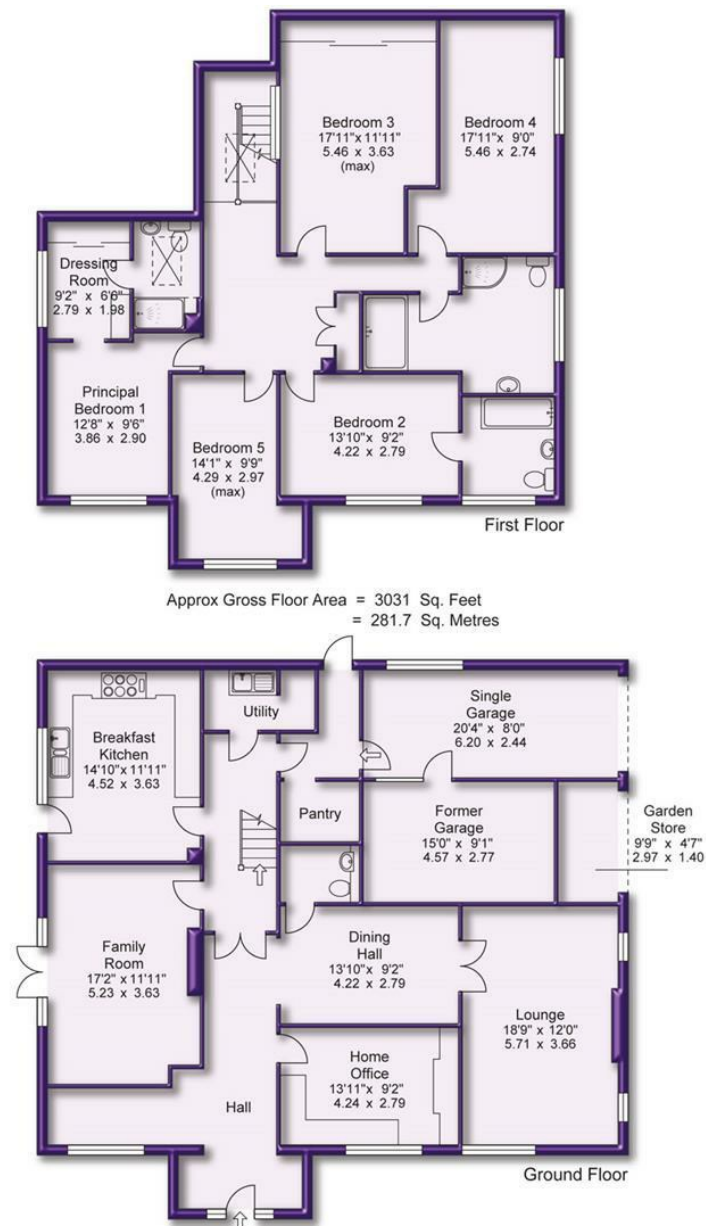 Bedroom 3
17'11"x 11'11"
5.46 x 3.63
(max)
Bedroom 4
17'11"x 9'0"
5.46 x 2.74
Dressing
Room
9'2" x 6'6"
2.79 x 1.98
Principal
Bedroom 1
12'8" x 9'6"
3.86 x 2.90
Bedroom 5
14'1" x 9'9"
4.29 x 2.97
(max)
Bedroom 2
13'10" x 9'2"
4.22 x 2.79
First Floor
Approx Gross Floor Area = 3031 Sq. Feet
= 281.7 Sq. Metres
Breakfast
Kitchen
14'10"x 11'11"
4.52 x 3.63
Utility
Single
Garage
20'4" x 8'0"
6.20 x 2.44
Pantry
Former
Garage
15'0" x 9'1"
4.57 x 2.77
Garden
Store
9'9" x 4'7"
2.97 x 1.40
Family
Room
17'2" x 11'11"
5.23 x 3.63
Dining
Hall
13'10"x 9'2"
4.22 x 2.79
Lounge
18'9" x 12'0"
5.71 x 3.66
Home
Office
13'11"x 9'2"
4.24 x 2.79
Hall
Ground Floor